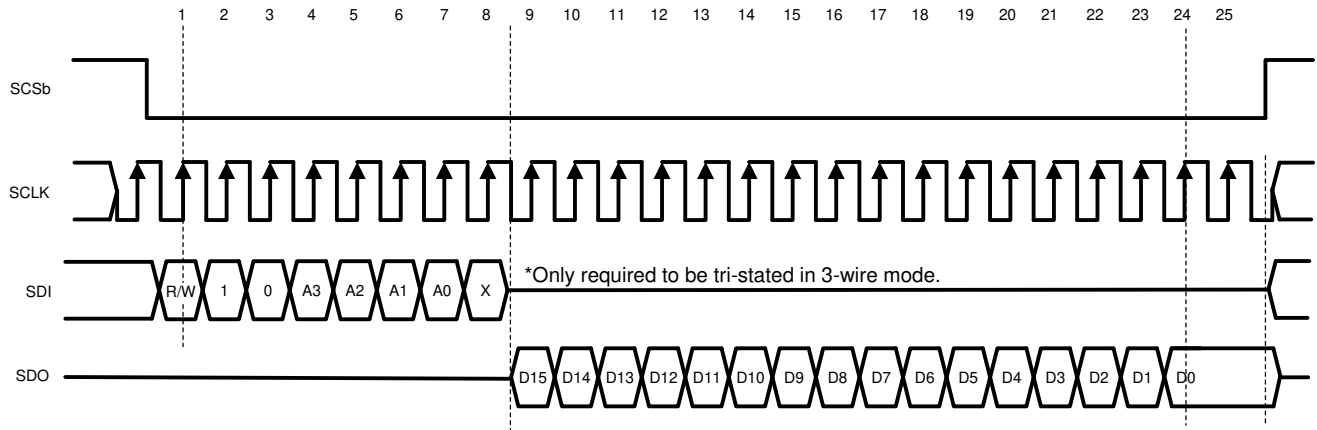 1 2 3 4 5 6 7 8 9 10 11 12 13 14 15 16 17 18 19 20 21 22 23 24 25
SCSb
SCLK
*Only required to be tri-stated in 3-wire mode.
SDI R/W 1 0 A3 A2 A1 A0 X
SDO D15 D14 D13 D12 D11 D10 D9 D8 D7 D6 D5 D4 D3 D2 D1 D0